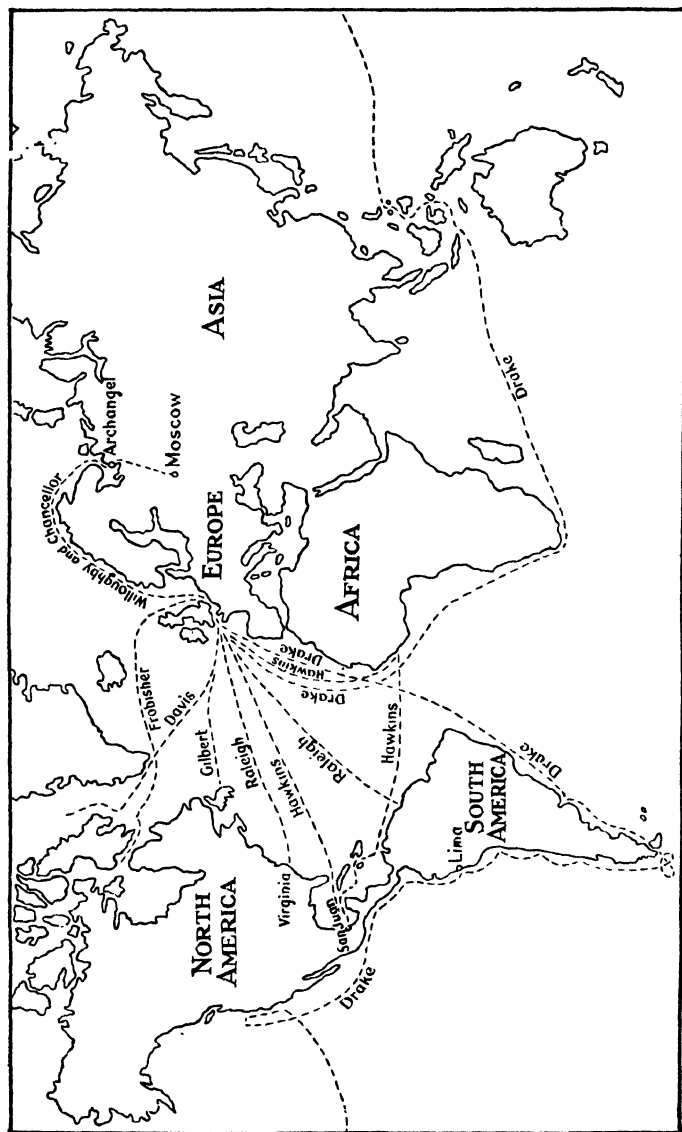 Willoughby and Chancellor
Archangel
Moscow
ASIA
EUROPE
AFRICA
Frobisher
Davis
Gilbert
Raleigh
Hawkins
Raleigh
Drake
Hawkins
Drake
Hawkins
Drake
NORTH
AMERICA
Virginia
San Juan
Drake
Lima
SOUTH
AMERICA
Drake